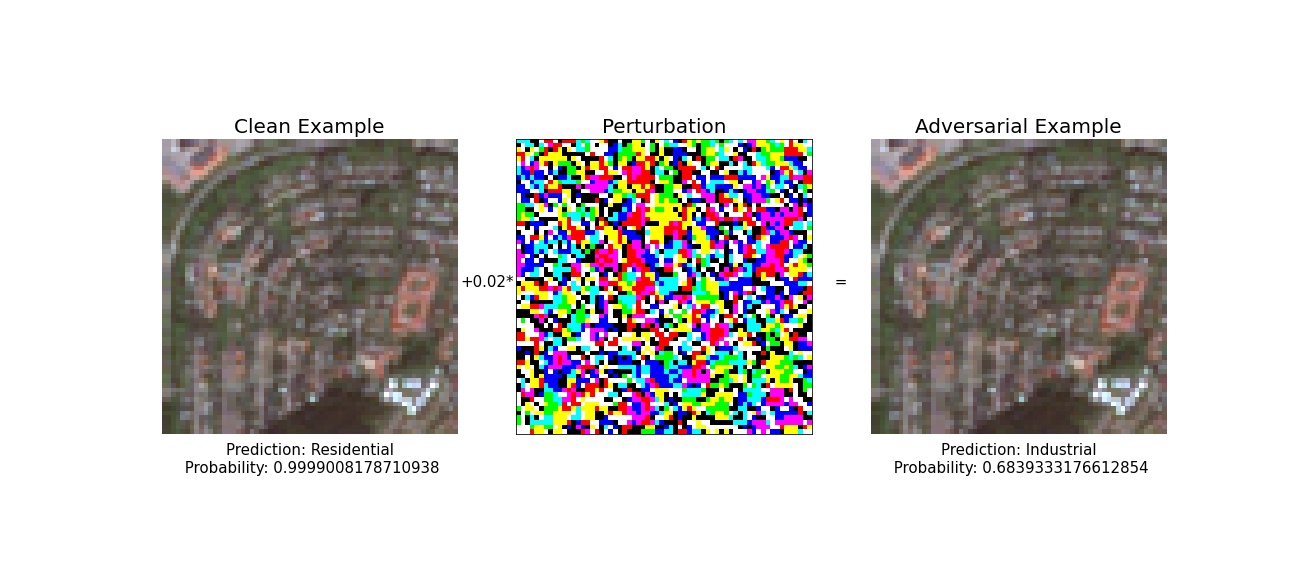 Clean Example
Perturbation
Adversarial Example
+0.02*
=
Prediction: Residential
Probability: 0.9999008178710938
Prediction: Industrial
Probability: 0.6839333176612854